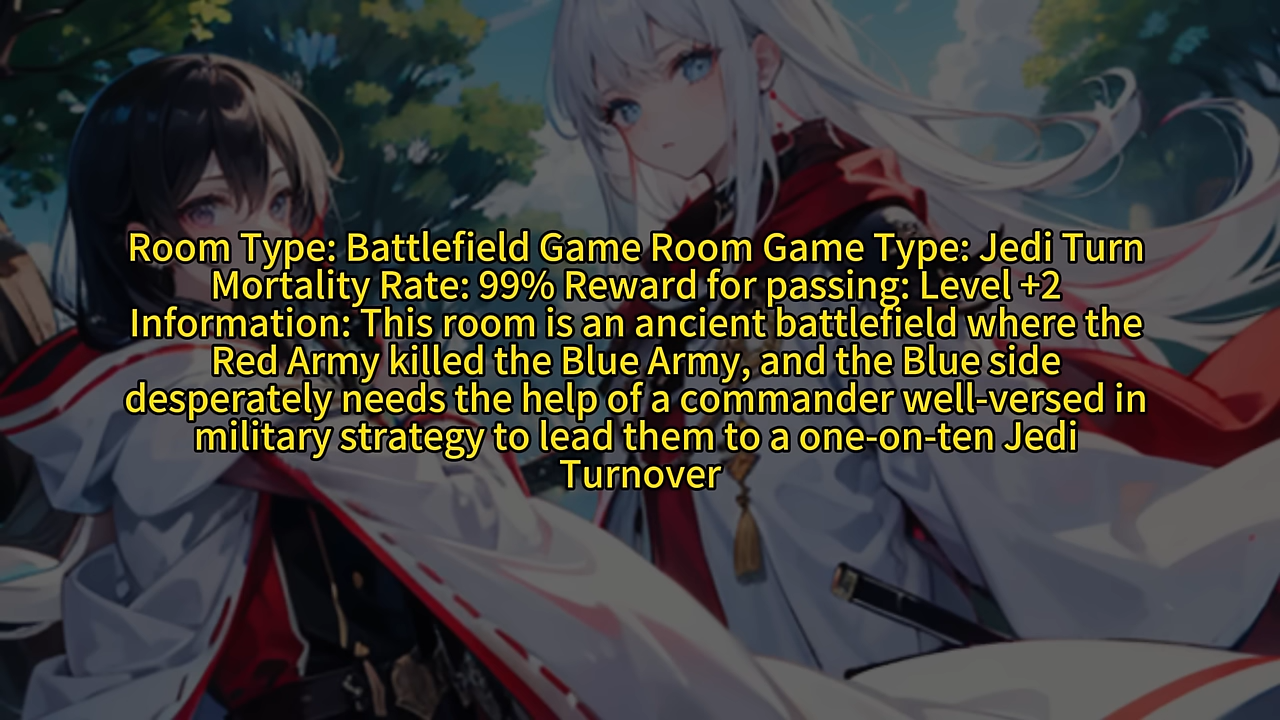 Room Type: Battlefield Game Room Game Type: Jedi Turn
Mortality Rate: 99% Reward for passing: Level +2
Information: This room is an ancient battlefield where the
Red Army killed the Blue Army, and the Blue side
desperately needs the help of a commander well-versed in
military strategy to lead them to a one-on-ten Jedi
Turnover